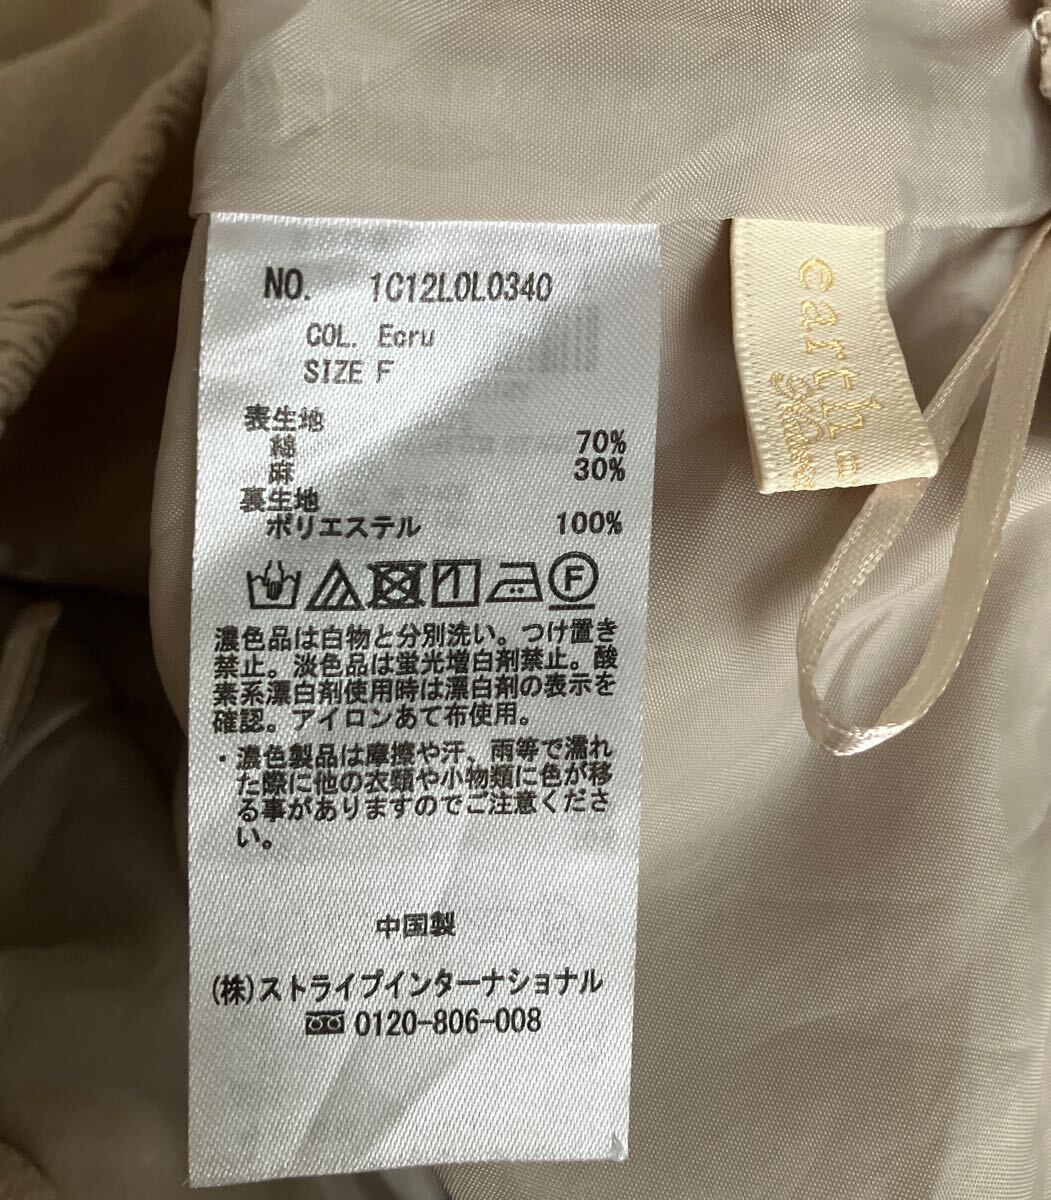 NO. 1C12L0L0340
COL. Ecru
SIZE F
表生地
綿 70%
麻 30%
裏生地
ポリエステル 100%
F
濃色品は白物と分別洗い。つけ置き
禁止。淡色品は蛍光増白剤禁止。酸
素系漂白剤使用時は漂白剤の表示を
確認。アイロンあて布使用。
・濃色製品は摩擦や汗、雨等で濡れ
た際に他の衣類や小物類に色が移
る事がありますのでご注意くださ
い。
中国製
(株)ストライプインターナショナル
0120-806-008
earth